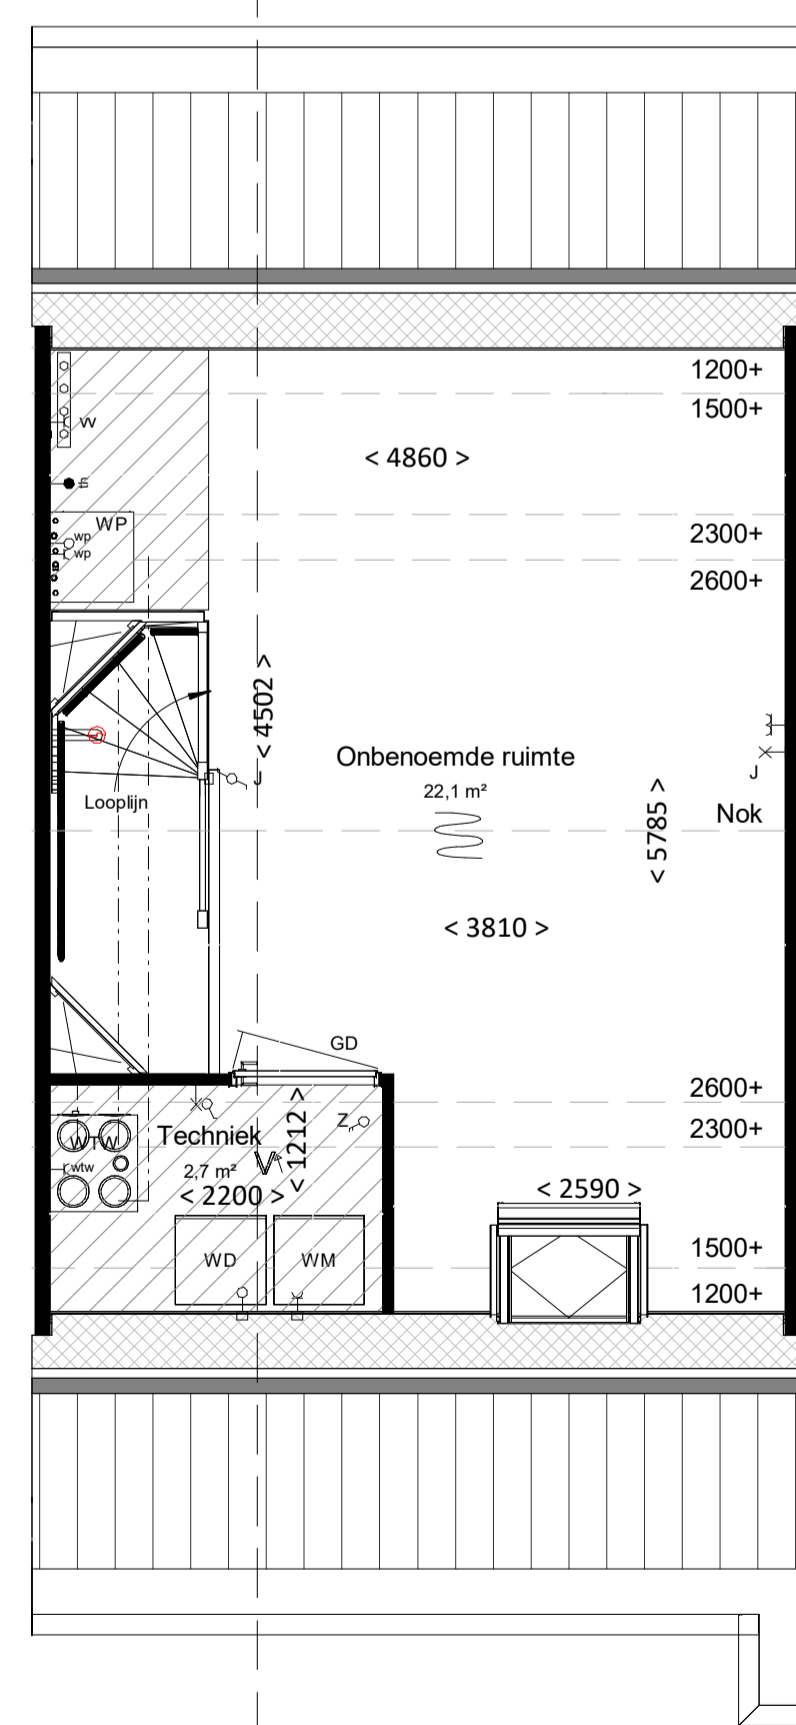 1200+
1500+
VV
< 4860 >
WP
wp
wp
2300+
2600+
< 4502 >
J
Onbenoemde ruimte
22,1 m²
Looplijn
J
Nok
< 5785 >
< 3810 >
GD
2600+
2300+
Z
< 1212 >
WTW
Techniek
wtw
2,7 m²
< 2200 >
< 2590 >
1500+
WD
WM
1200+